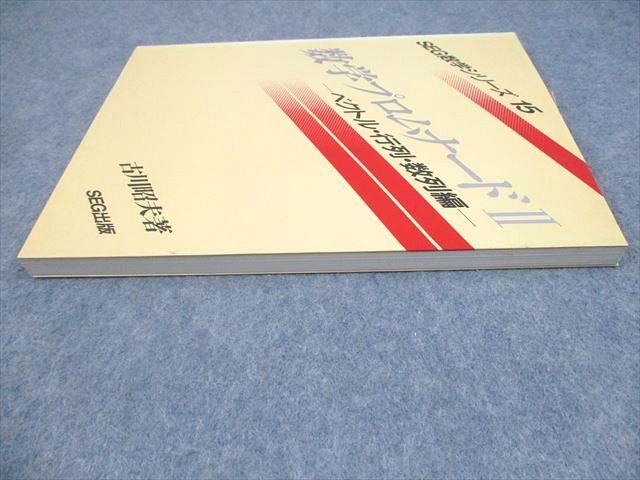 SEG数学シリーズ 15
数学プロムナードII
—ベクトル・行列・数列編—
古川昭夫著
SEG出版